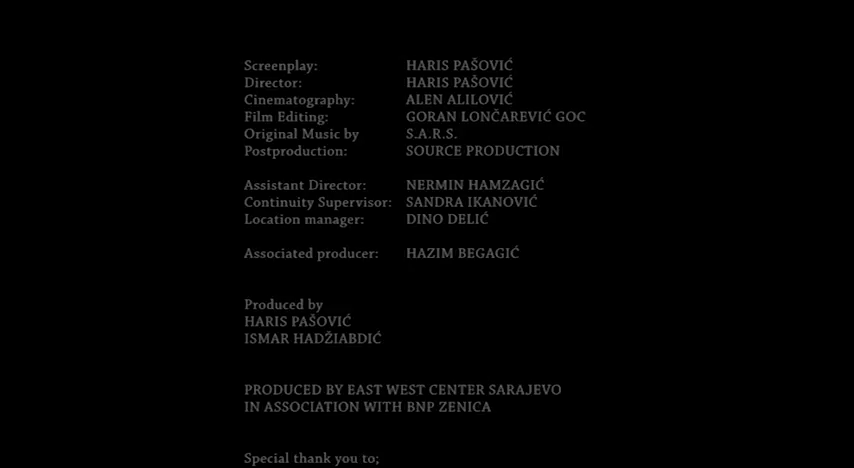 Screenplay: HARIS PAŠOVIĆ
Director: HARIS PAŠOVIĆ
Cinematography: ALEN ALILOVIĆ
Film Editing: GORAN LONČAREVIĆ GOC
Original Music by S.A.R.S.
Postproduction: SOURCE PRODUCTION
Assistant Director: NERMIN HAMZAGIĆ
Continuity Supervisor: SANDRA IKANOVIĆ
Location manager: DINO DELIĆ
Associated producer: HAZIM BEGAGIĆ
Produced by
HARIS PAŠOVIĆ
ISMAR HADŽIABDIĆ
PRODUCED BY EAST WEST CENTER SARAJEVO
IN ASSOCIATION WITH BNP ZENICA
Special thank you to;